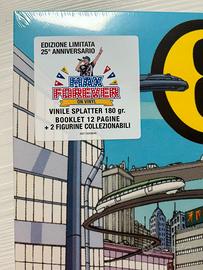 EDIZIONE LIMITATA
25° ANNIVERSARIO
MAX
FOREVER
ON VINYL
VINILE SPLATTER 180 gr.
BOOKLET 12 PAGINE
+ 2 FIGURINE COLLEZIONABILI